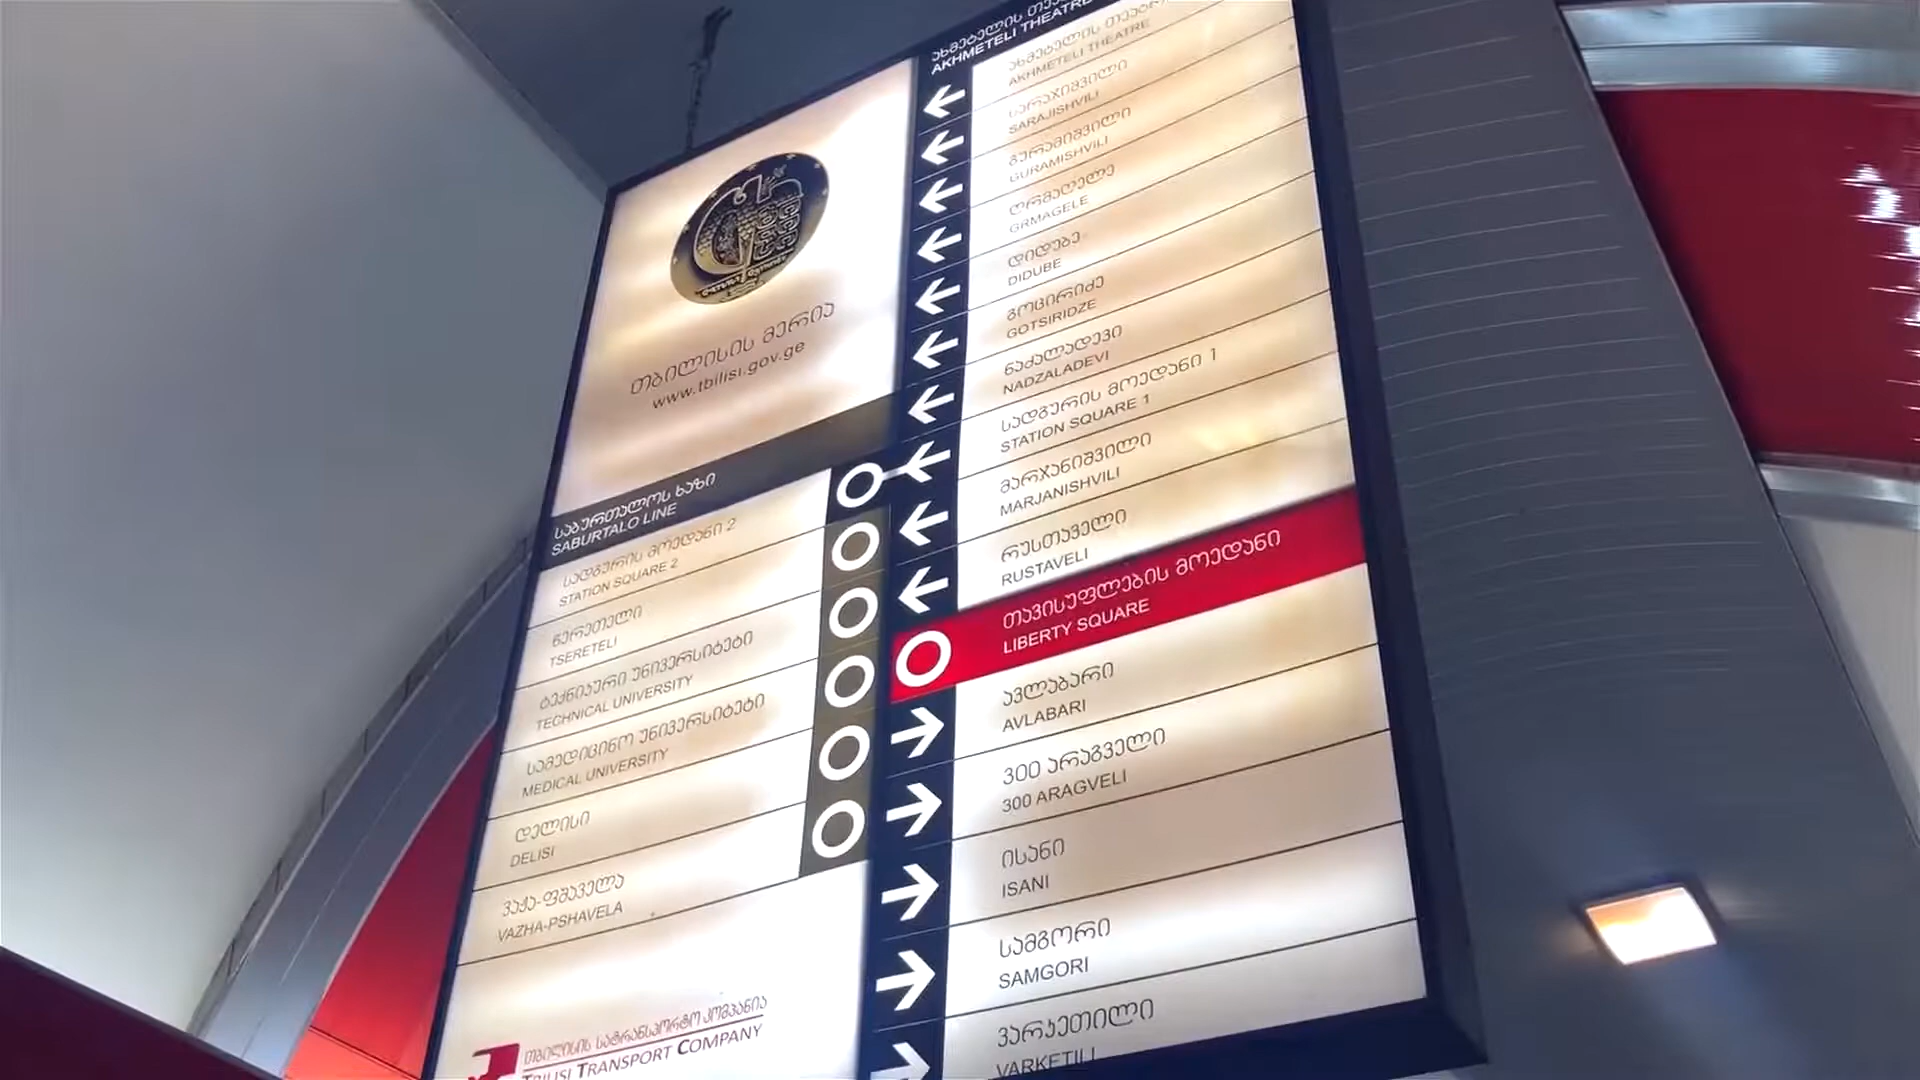 თბილისის მერია
www.tbilisi.gov.ge
საბურთალოს ხაზი
SABURTALO LINE
სადგურის მოედანი 2
STATION SQUARE 2
წერეთელი
TSERETELI
ტექნიკური უნივერსიტეტი
TECHNICAL UNIVERSITY
სამედიცინო უნივერსიტეტი
MEDICAL UNIVERSITY
დელისი
DELISI
ვაჟა-ფშაველა
VAZHA-PSHAVELA
თბილისის სატრანსპორტო კომპანია
TBILISI TRANSPORT COMPANY
ახმეტელის
AKHMETELI THEATRE
ახმეტელის თეატრი
AKHMETELI THEATRE
სარაჯიშვილი
SARAJISHVILI
გურამიშვილი
GURAMISHVILI
ღრმაღელე
GRMAGELE
დიდუბე
DIDUBE
გოცირიძე
GOTSIRIDZE
ნაძალადევი
NADZALADEVI
სადგურის მოედანი 1
STATION SQUARE 1
მარჯანიშვილი
MARJANISHVILI
რუსთაველი
RUSTAVELI
თავისუფლების მოედანი
LIBERTY SQUARE
ავლაბარი
AVLABARI
300 არაგველი
300 ARAGVELI
ისანი
ISANI
სამგორი
SAMGORI
ვარკეთილი
VARKETILI